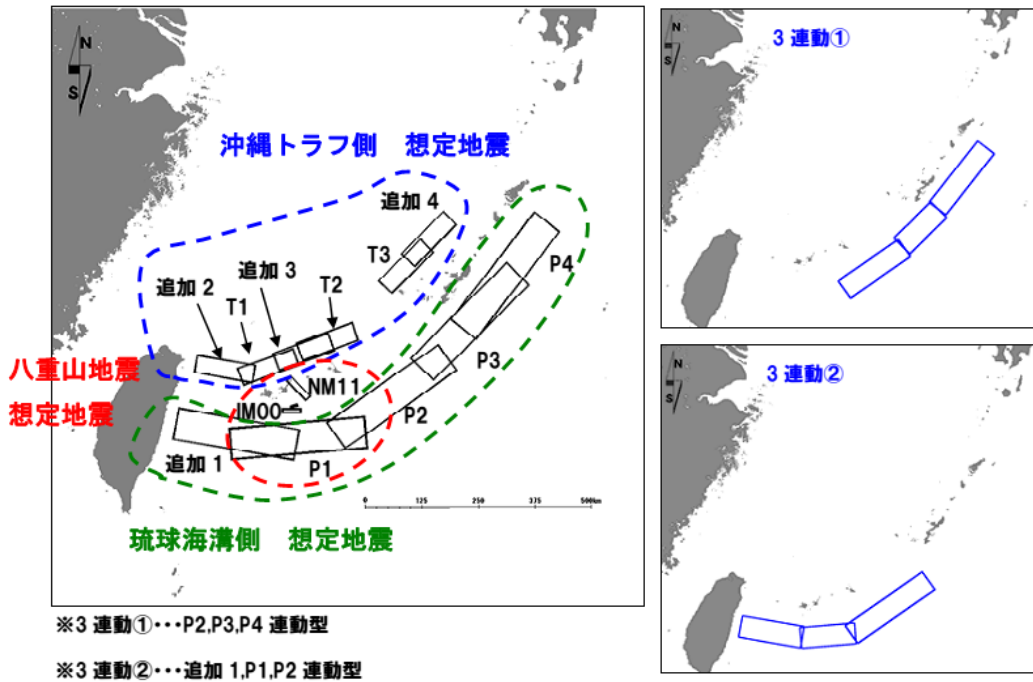 N
S
沖縄トラフ側 想定地震
追加 4
T3
P4
追加 3
追加 2
T2
T1
P3
八重山地震
想定地震
NM11
IM00
P2
追加 1
P1
0 125 250 375 500km
琉球海溝側 想定地震
※3 連動①・・・P2,P3,P4 連動型
※3 連動②・・・追加 1,P1,P2 連動型
3 連動①
N
S
3 連動②
N
S